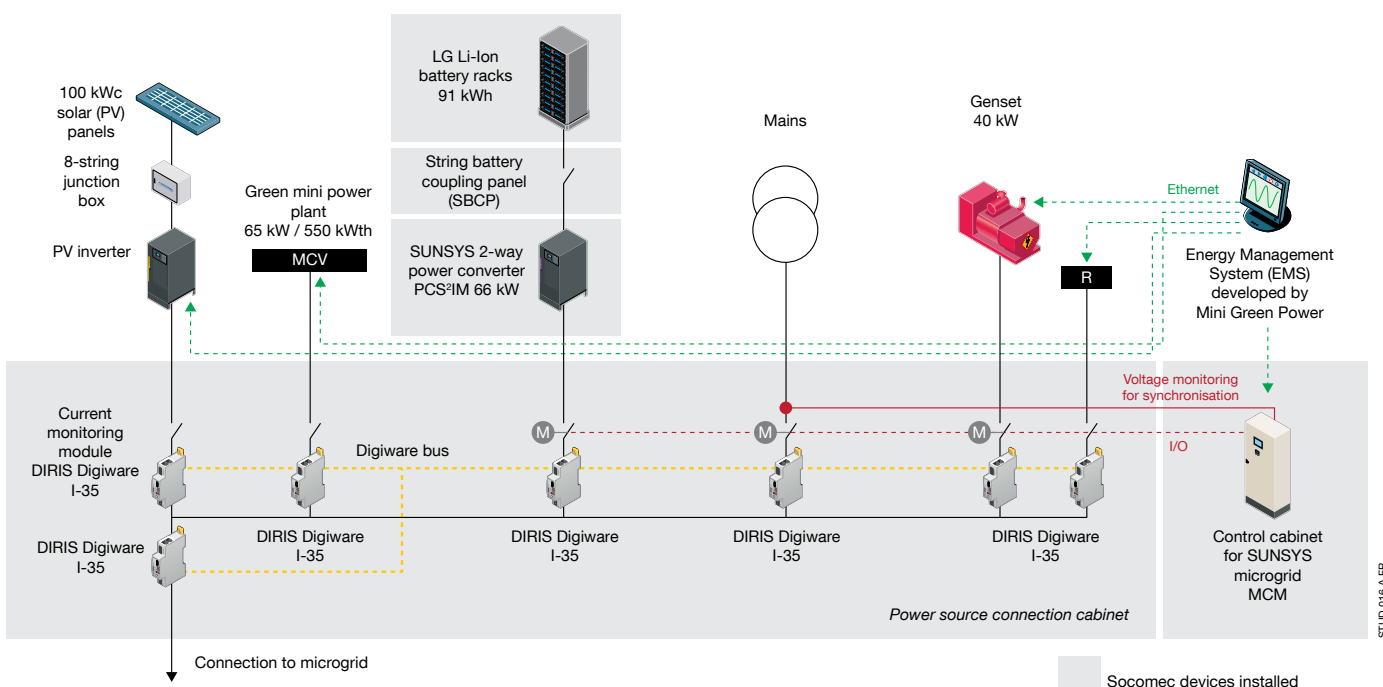 100 kWc
solar (PV)
panels
8-string
junction
box
PV inverter
Green mini power
plant
65 kW / 550 kWth
MCV
LG Li-Ion
battery racks
91 kWh
String battery
coupling panel
(SBCP)
SUNSYS 2-way
power converter
PCS²IM 66 kW
Mains
Genset
40 kW
Ethernet
R
Energy Management
System (EMS)
developed by
Mini Green Power
Voltage monitoring
for synchronisation
I/O
Current
monitoring
module
DIRIS Digiware
I-35
Digiware bus
M
M
M
DIRIS Digiware
I-35
DIRIS Digiware
I-35
DIRIS Digiware
I-35
DIRIS Digiware
I-35
DIRIS Digiware
I-35
Control cabinet
for SUNSYS
microgrid
MCM
Power source connection cabinet
Connection to microgrid
Socomec devices installed